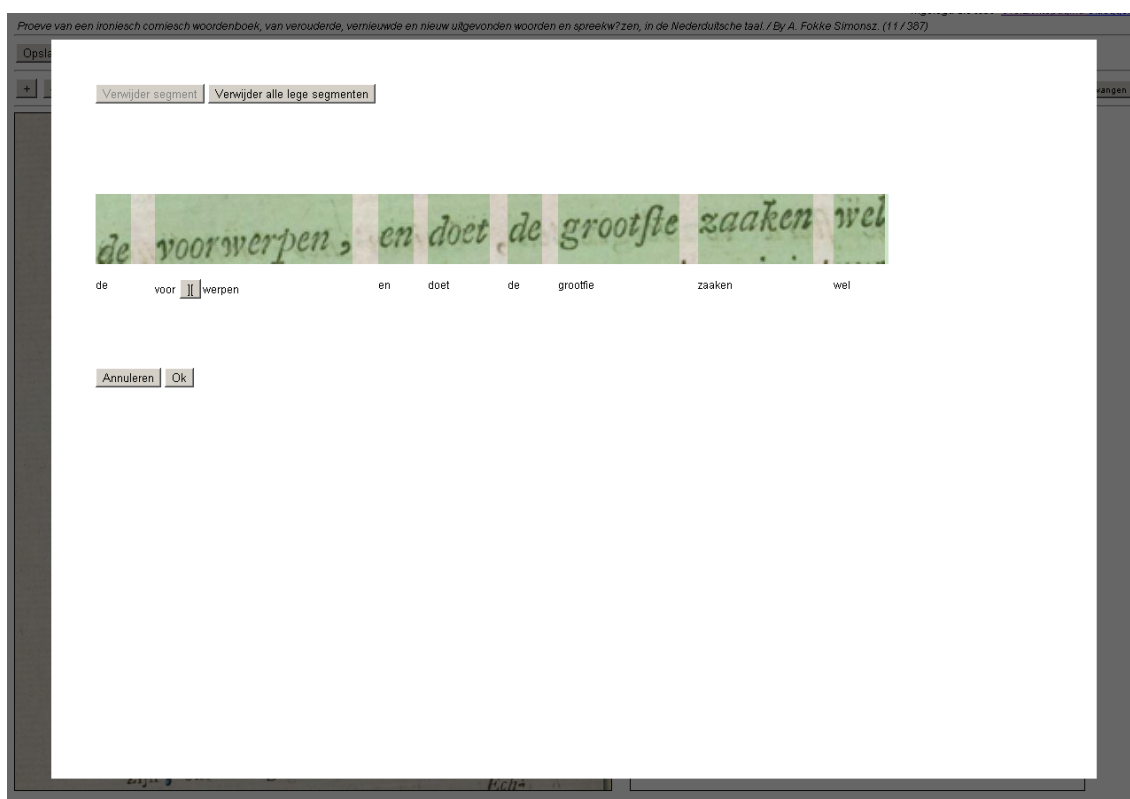 Proeve van een ironiesch comiesch woordenboek, van verouderde, vernieuwde en nieuw uitgevonden woorden en spreekw?zen, in de Nederduitsche taal. / By A. Fokke Simonsz. (11 / 387)
Opsla
+
vangen
Verwijder segment Verwijder alle lege segmenten
de voorwerpen, en doet de grootſte zaaken wel
de voor ][ werpen en doet de grootfie zaaken wel
Annuleren Ok
Ech-